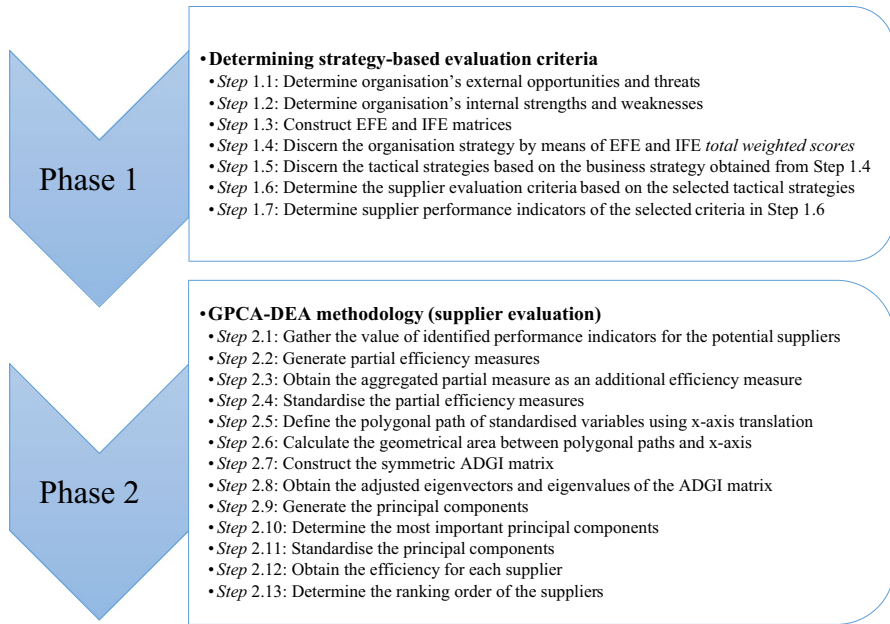 Phase 1
• Determining strategy-based evaluation criteria
• Step 1.1: Determine organisation's external opportunities and threats
• Step 1.2: Determine organisation's internal strengths and weaknesses
• Step 1.3: Construct EFE and IFE matrices
• Step 1.4: Discern the organisation strategy by means of EFE and IFE total weighted scores
• Step 1.5: Discern the tactical strategies based on the business strategy obtained from Step 1.4
• Step 1.6: Determine the supplier evaluation criteria based on the selected tactical strategies
• Step 1.7: Determine supplier performance indicators of the selected criteria in Step 1.6
Phase 2
• GPCA-DEA methodology (supplier evaluation)
• Step 2.1: Gather the value of identified performance indicators for the potential suppliers
• Step 2.2: Generate partial efficiency measures
• Step 2.3: Obtain the aggregated partial measure as an additional efficiency measure
• Step 2.4: Standardise the partial efficiency measures
• Step 2.5: Define the polygonal path of standardised variables using x-axis translation
• Step 2.6: Calculate the geometrical area between polygonal paths and x-axis
• Step 2.7: Construct the symmetric ADGI matrix
• Step 2.8: Obtain the adjusted eigenvectors and eigenvalues of the ADGI matrix
• Step 2.9: Generate the principal components
• Step 2.10: Determine the most important principal components
• Step 2.11: Standardise the principal components
• Step 2.12: Obtain the efficiency for each supplier
• Step 2.13: Determine the ranking order of the suppliers